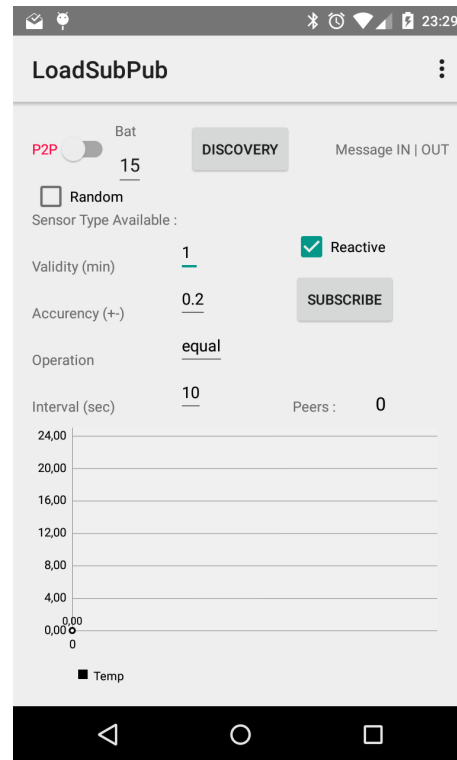 23:29
LoadSubPub
P2P
Bat
15
DISCOVERY
Message IN | OUT
Random
Sensor Type Available :
Validity (min)
1
Reactive
Accurency (+-)
0.2
SUBSCRIBE
Operation
equal
Interval (sec)
10
Peers :
0
24,00
20,00
16,00
12,00
8,00
4,00
0,00
0,00
0
Temp